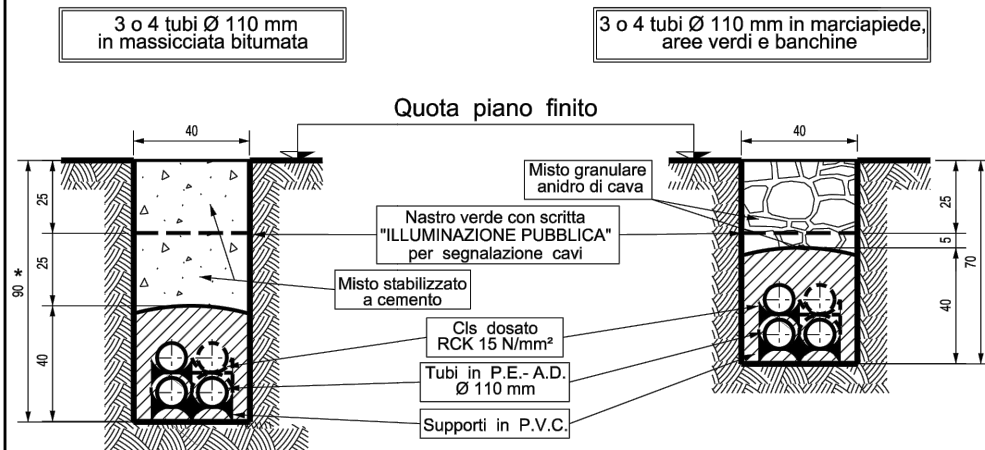 3 o 4 tubi Ø 110 mm
in massicciata bitumata
3 o 4 tubi Ø 110 mm in marciapiede,
aree verdi e banchine
Quota piano finito
40
40
Misto granulare
anidro di cava
25
25
Nastro verde con scritta
"ILLUMINAZIONE PUBBLICA"
per segnalazione cavi
5
70
90 *
25
Misto stabilizzato
a cemento
40
40
Cls dosato
RCK 15 N/mm²
Tubi in P.E.- A.D.
Ø 110 mm
Supporti in P.V.C.